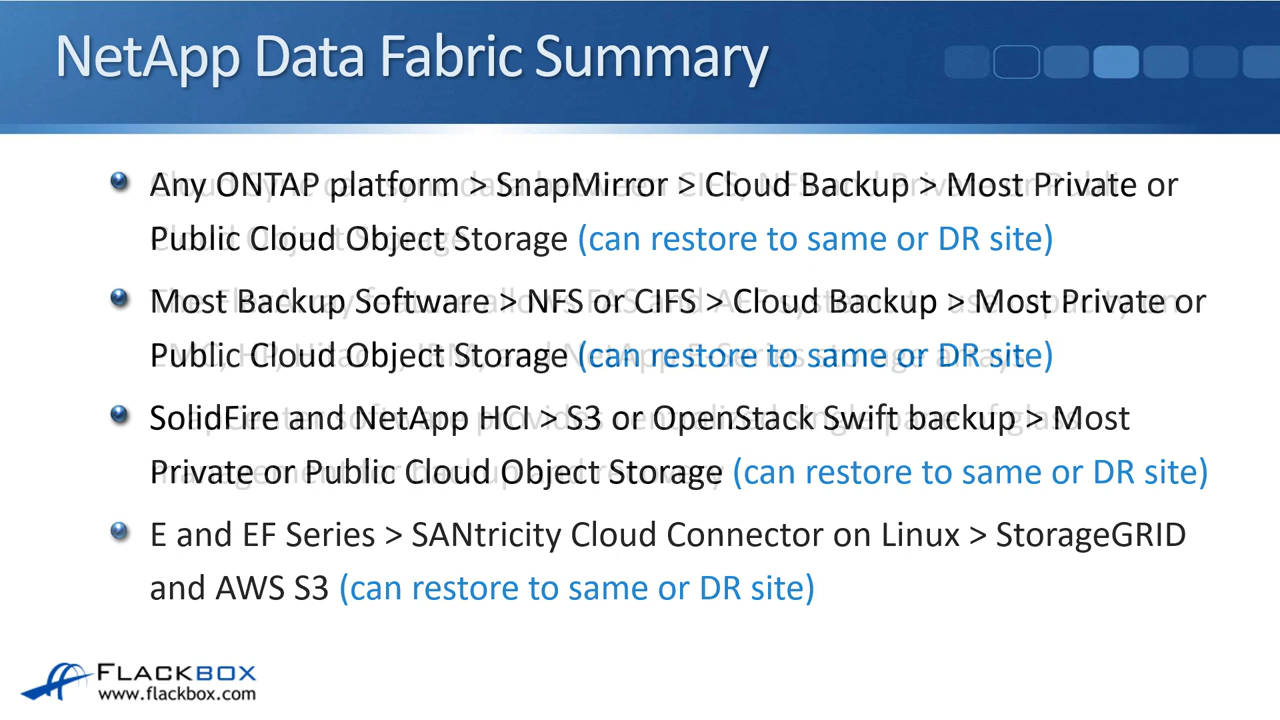 NetApp Data Fabric Summary
Any ONTAP platform > SnapMirror > Cloud Backup > Most Private or
Public Cloud Object Storage (can restore to same or DR site)
Most Backup Software > NFS or CIFS > Cloud Backup > Most Private or
Public Cloud Object Storage (can restore to same or DR site)
SolidFire and NetApp HCI > S3 or OpenStack Swift backup > Most
Private or Public Cloud Object Storage (can restore to same or DR site)
E and EF Series > SANtricity Cloud Connector on Linux > StorageGRID
and AWS S3 (can restore to same or DR site)
FLACKBOX
www.flackbox.com